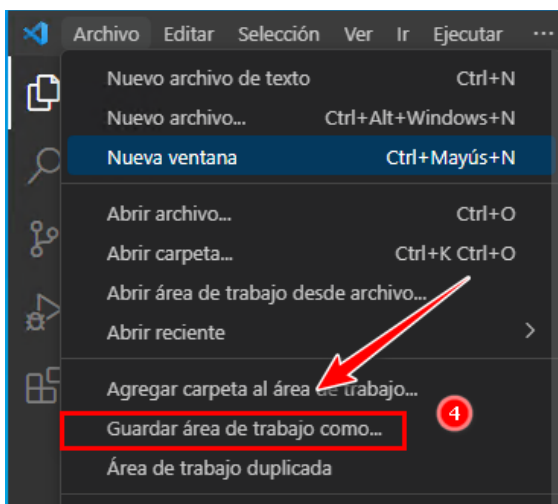 Archivo Editar Selección Ver Ir Ejecutar ...
Nuevo archivo de texto Ctrl+N
Nuevo archivo... Ctrl+Alt+Windows+N
Nueva ventana Ctrl+Mayús+N
Abrir archivo... Ctrl+O
Abrir carpeta... Ctrl+K Ctrl+O
Abrir área de trabajo desde archivo...
Abrir reciente >
Agregar carpeta al área de trabajo...
4
Guardar área de trabajo como...
Área de trabajo duplicada